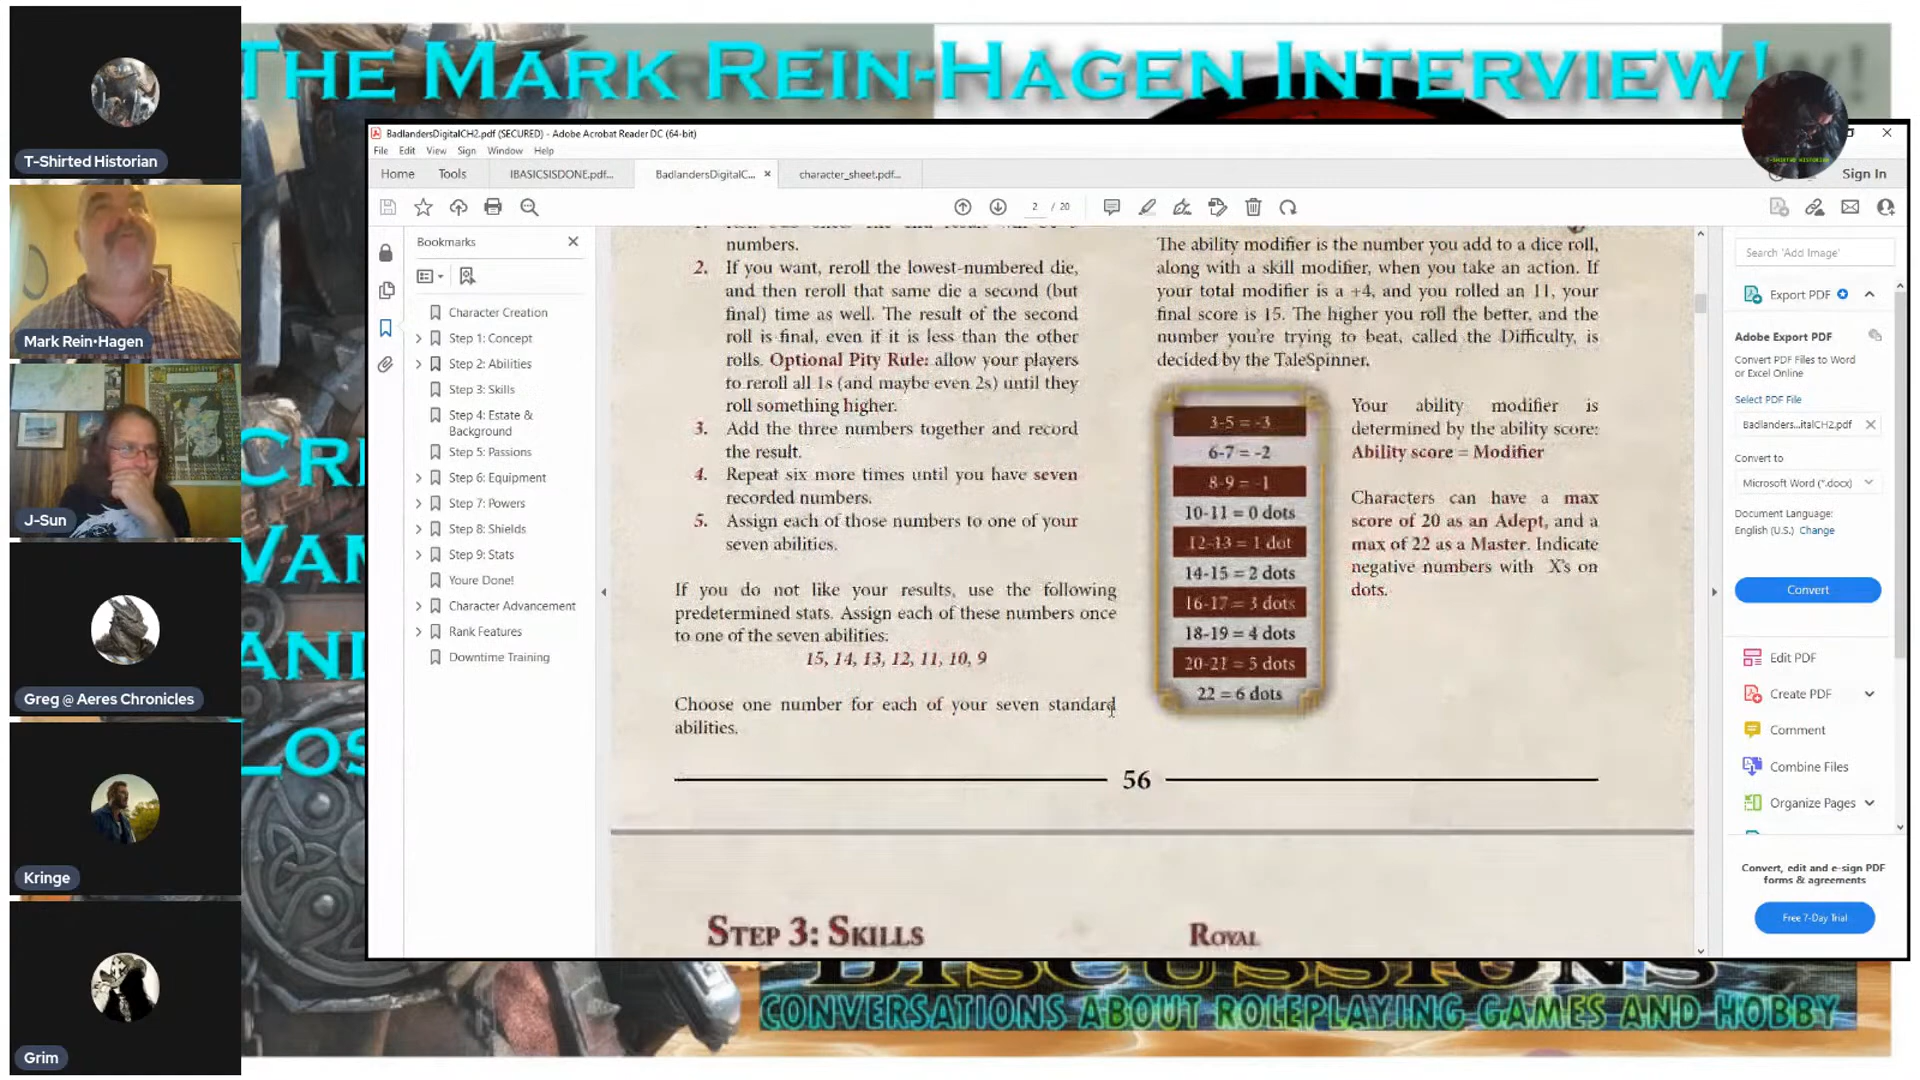 THE MARK REIN-HAGEN INTERVIEW!
T-Shirted Historian
Mark Rein•Hagen
J-Sun
Greg @ Aeres Chronicles
Kringe
Grim
BadlandersDigitalCH2.pdf (SECURED) - Adobe Acrobat Reader DC (64-bit)
File Edit View Sign Window Help
Home Tools IBASICSISDONE.pdf... BadlandersDigitalC... × character_sheet.pdf... Sign In
2 / 20
Bookmarks
Character Creation
Step 1: Concept
Step 2: Abilities
Step 3: Skills
Step 4: Estate &
Background
Step 5: Passions
Step 6: Equipment
Step 7: Powers
Step 8: Shields
Step 9: Stats
Youre Done!
Character Advancement
Rank Features
Downtime Training
numbers.
2. If you want, reroll the lowest-numbered die,
and then reroll that same die a second (but
final) time as well. The result of the second
roll is final, even if it is less than the other
rolls. Optional Pity Rule: allow your players
to reroll all 1s (and maybe even 2s) until they
roll something higher.
3. Add the three numbers together and record
the result.
4. Repeat six more times until you have seven
recorded numbers.
5. Assign each of those numbers to one of your
seven abilities.
If you do not like your results, use the following
predetermined stats. Assign each of these numbers once
to one of the seven abilities:
15, 14, 13, 12, 11, 10, 9
Choose one number for each of your seven standard
abilities.
The ability modifier is the number you add to a dice roll,
along with a skill modifier, when you take an action. If
your total modifier is a +4, and you rolled an 11, your
final score is 15. The higher you roll the better, and the
number you're trying to beat, called the Difficulty, is
decided by the TaleSpinner.
3-5 = -3
6-7 = -2
8-9 = -1
10-11 = 0 dots
12-13 = 1 dot
14-15 = 2 dots
16-17 = 3 dots
18-19 = 4 dots
20-21 = 5 dots
22 = 6 dots
Your ability modifier is
determined by the ability score:
Ability score = Modifier
Characters can have a max
score of 20 as an Adept, and a
max of 22 as a Master. Indicate
negative numbers with X's on
dots.
56
STEP 3: SKILLS
ROYAL
Search 'Add Image'
Export PDF
Adobe Export PDF
Convert PDF Files to Word
or Excel Online
Select PDF File
Badlanders...italCH2.pdf
Convert to
Microsoft Word (*.docx)
Document Language:
English (U.S.) Change
Convert
Edit PDF
Create PDF
Comment
Combine Files
Organize Pages
Convert, edit and e-sign PDF
forms & agreements
Free 7-Day Trial
DISCUSSIONS
CONVERSATIONS ABOUT ROLEPLAYING GAMES AND HOBBY